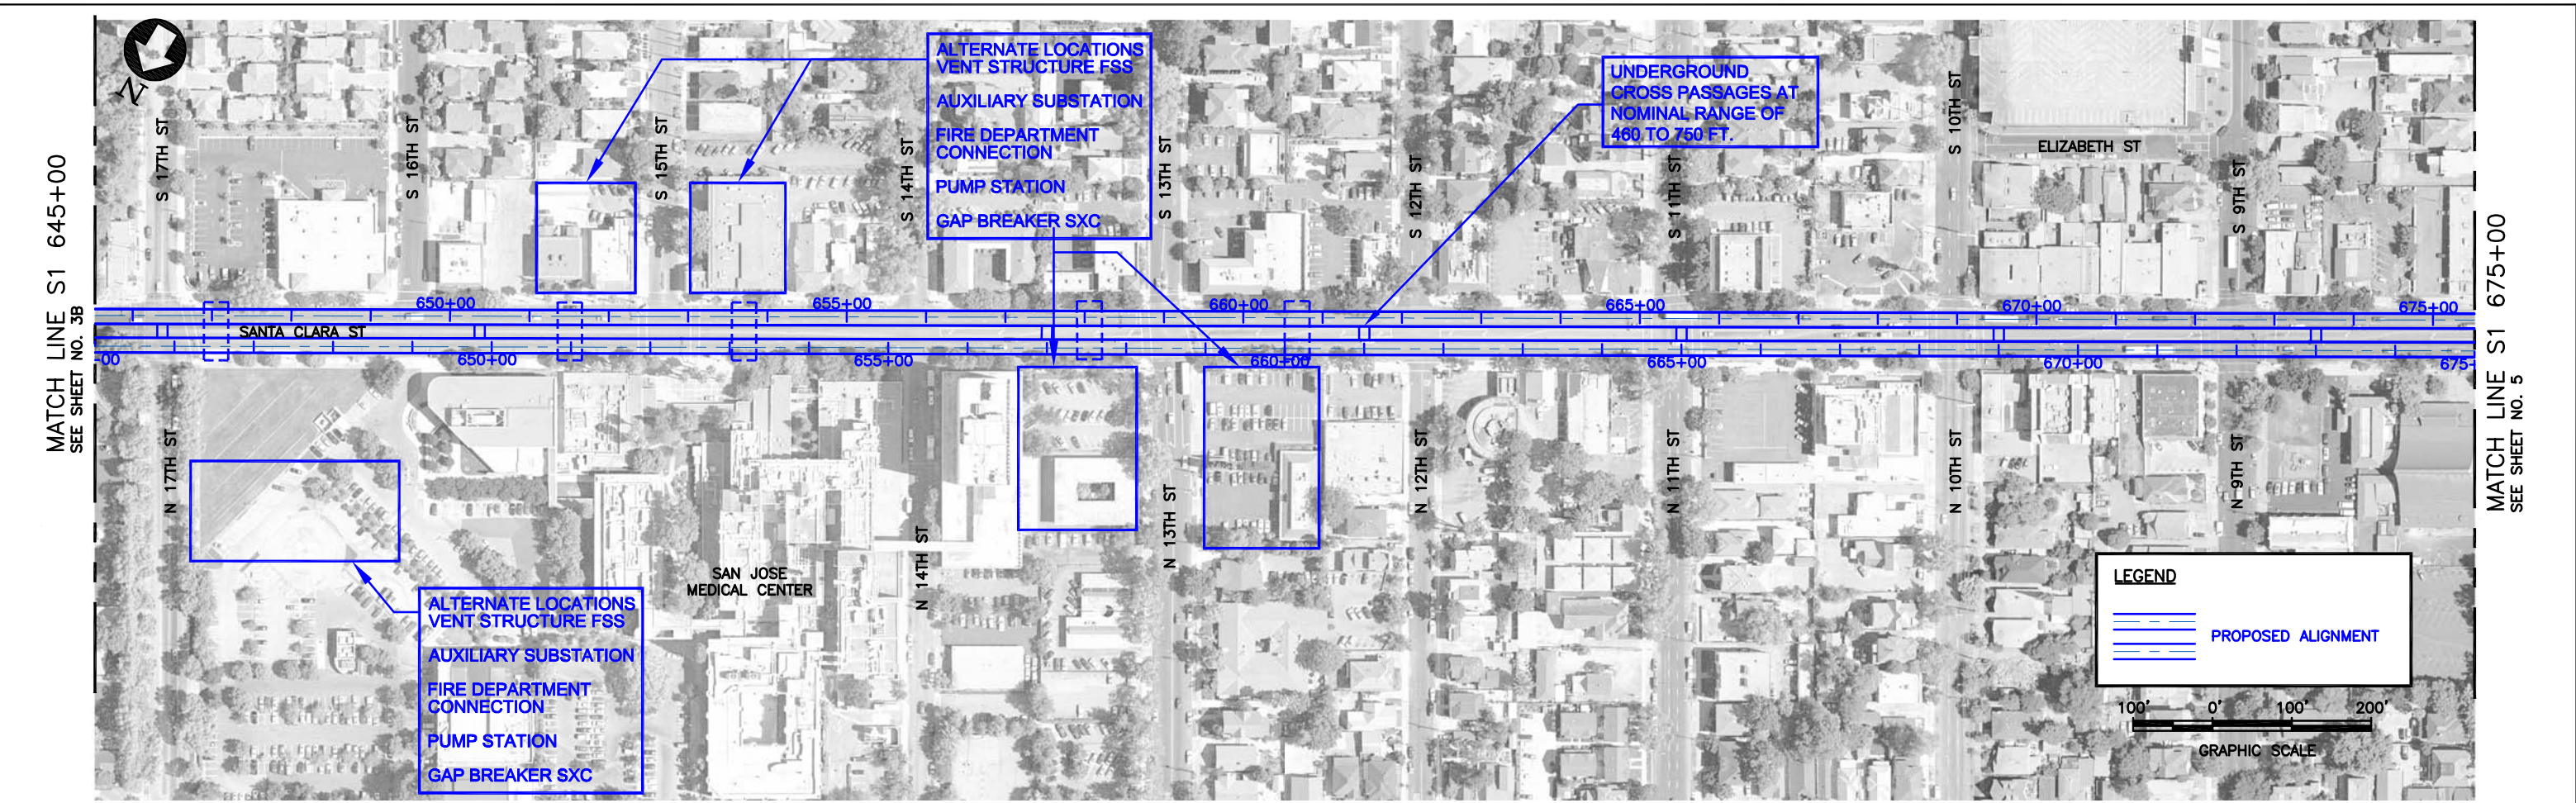 N
MATCH LINE S1 645+00
SEE SHEET NO. 3B
S 17TH ST
S 16TH ST
S 15TH ST
S 14TH ST
ALTERNATE LOCATIONS
VENT STRUCTURE FSS
AUXILIARY SUBSTATION
FIRE DEPARTMENT
CONNECTION
PUMP STATION
GAP BREAKER SXC
S 13TH ST
S 12TH ST
UNDERGROUND
CROSS PASSAGES AT
NOMINAL RANGE OF
460 TO 750 FT.
S 11TH ST
S 10TH ST
ELIZABETH ST
S 9TH ST
MATCH LINE S1 675+00
SEE SHEET NO. 5
650+00
655+00
660+00
665+00
670+00
675+00
SANTA CLARA ST
00
650+00
655+00
660+00
665+00
670+00
675+
N 17TH ST
SAN JOSE
MEDICAL CENTER
N 14TH ST
N 13TH ST
N 12TH ST
N 11TH ST
N 10TH ST
N 9TH ST
ALTERNATE LOCATIONS
VENT STRUCTURE FSS
AUXILIARY SUBSTATION
FIRE DEPARTMENT
CONNECTION
PUMP STATION
GAP BREAKER SXC
LEGEND
PROPOSED ALIGNMENT
100' 0' 100' 200'
GRAPHIC SCALE